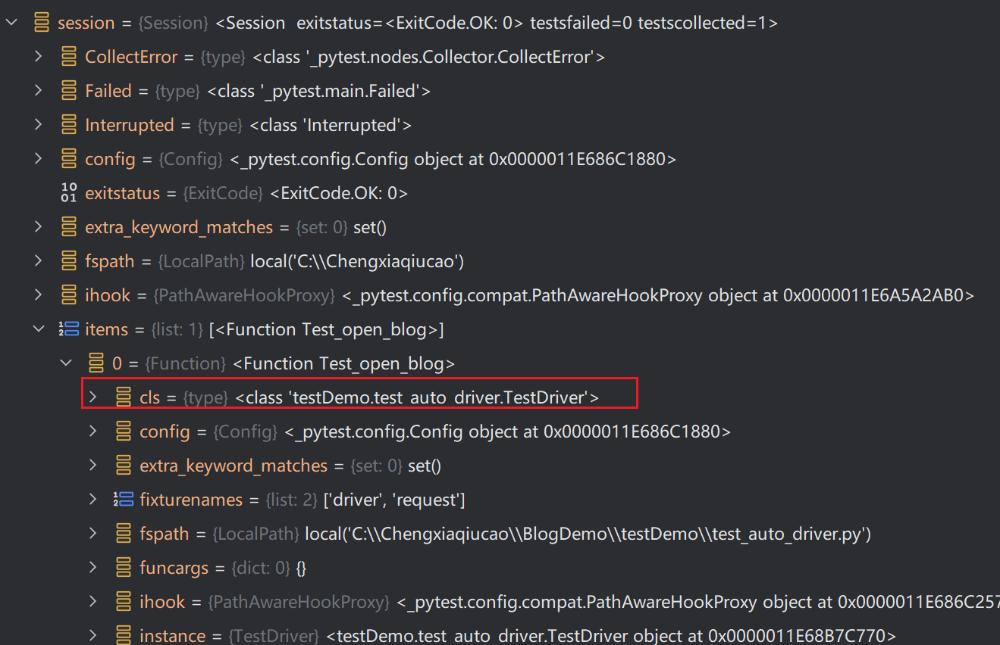 session = {Session} <Session exitstatus=<ExitCode.OK: 0> testsfailed=0 testscollected=1>
CollectError = {type} <class '_pytest.nodes.Collector.CollectError'>
Failed = {type} <class '_pytest.main.Failed'>
Interrupted = {type} <class 'Interrupted'>
config = {Config} <_pytest.config.Config object at 0x0000011E686C1880>
exitstatus = {ExitCode} <ExitCode.OK: 0>
extra_keyword_matches = {set: 0} set()
fspath = {LocalPath} local('C:\\Chengxiaqiucao')
ihook = {PathAwareHookProxy} <_pytest.config.compat.PathAwareHookProxy object at 0x0000011E6A5A2AB0>
items = {list: 1} [<Function Test_open_blog>]
0 = {Function} <Function Test_open_blog>
cls = {type} <class 'testDemo.test_auto_driver.TestDriver'>
config = {Config} <_pytest.config.Config object at 0x0000011E686C1880>
extra_keyword_matches = {set: 0} set()
fixturenames = {list: 2} ['driver', 'request']
fspath = {LocalPath} local('C:\\Chengxiaqiucao\\BlogDemo\\testDemo\\test_auto_driver.py')
funcargs = {dict: 0} {}
ihook = {PathAwareHookProxy} <_pytest.config.compat.PathAwareHookProxy object at 0x0000011E686C257
instance = {TestDriver} <testDemo.test_auto_driver.TestDriver object at 0x0000011E68B7C770>